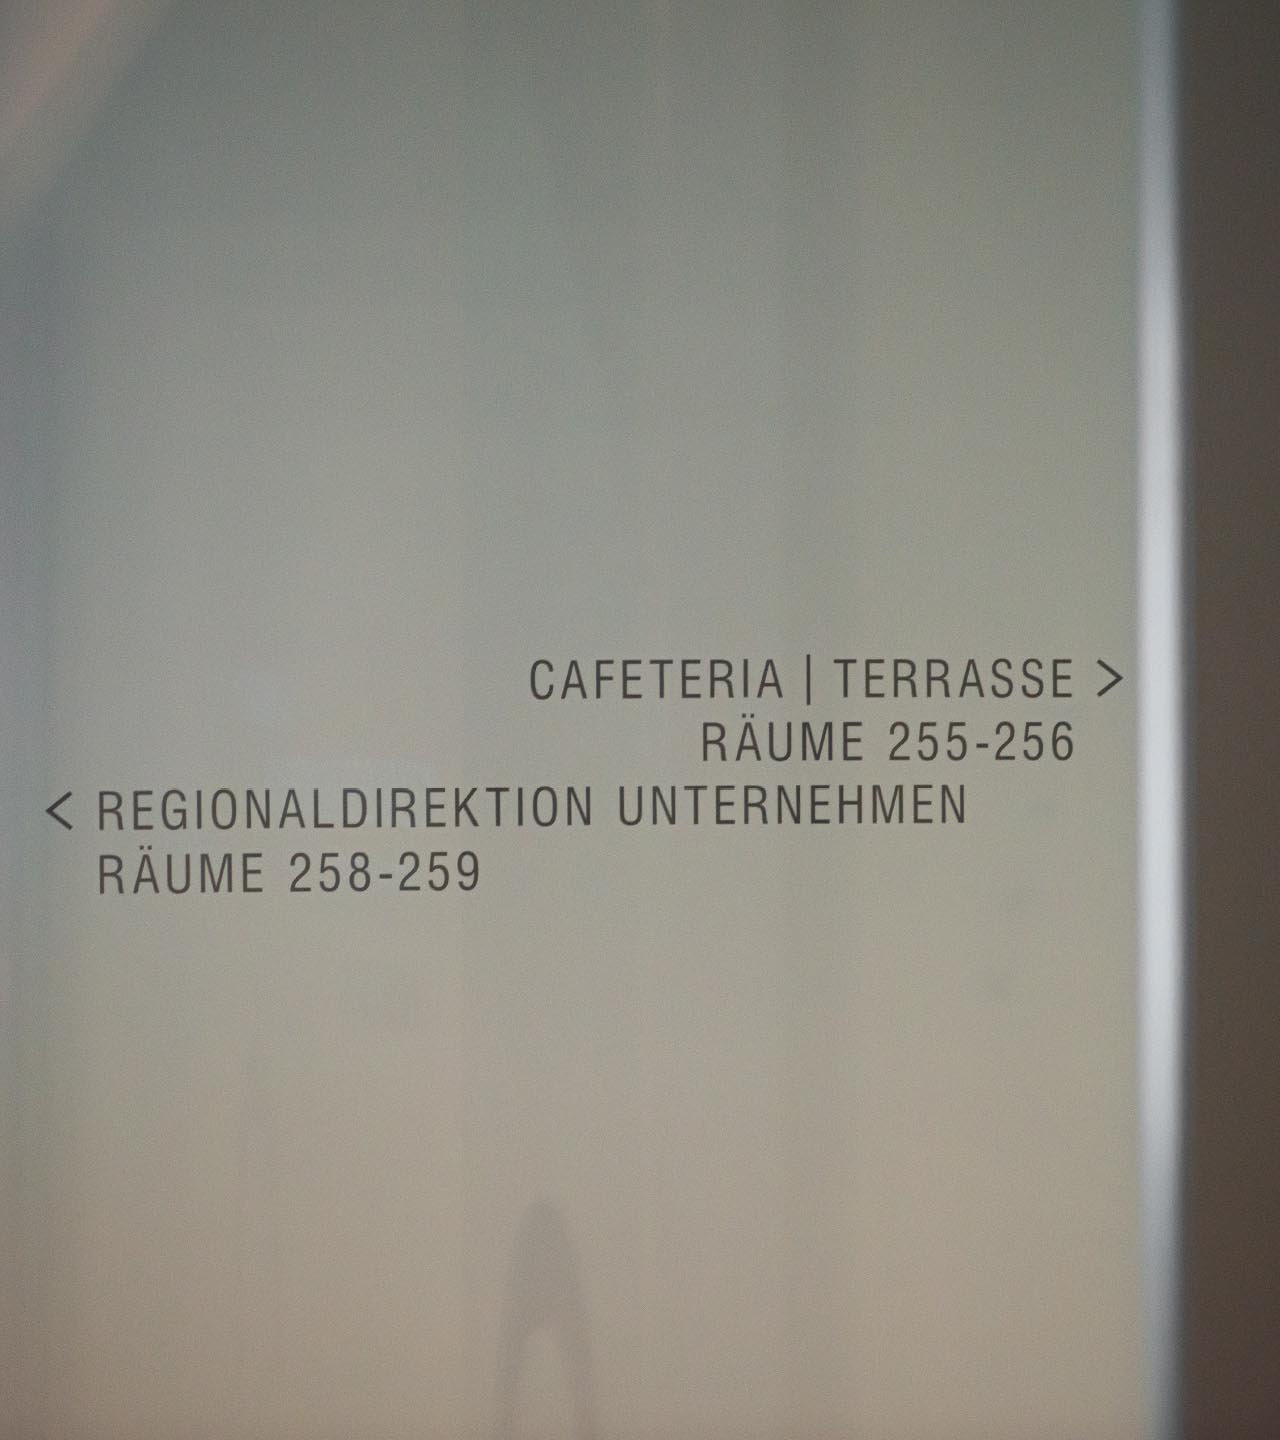 CAFETERIA | TERRASSE >
RÄUME 255-256
< REGIONALDIREKTION UNTERNEHMEN
RÄUME 258-259